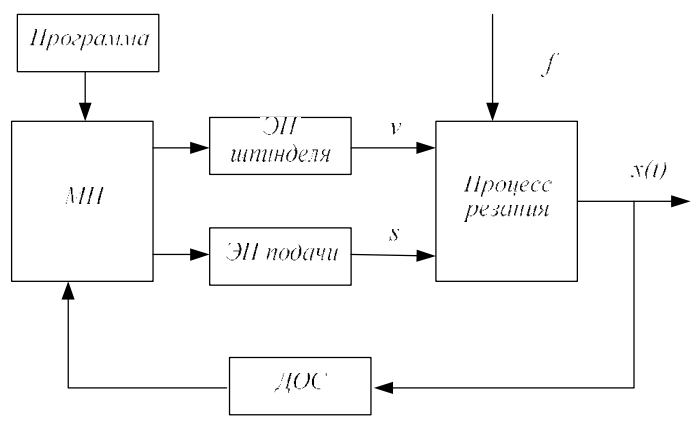 Программа
f
ЭП
шпинделя
v
МП
Процесс
резания
x(t)
ЭП подачи
s
ДОС